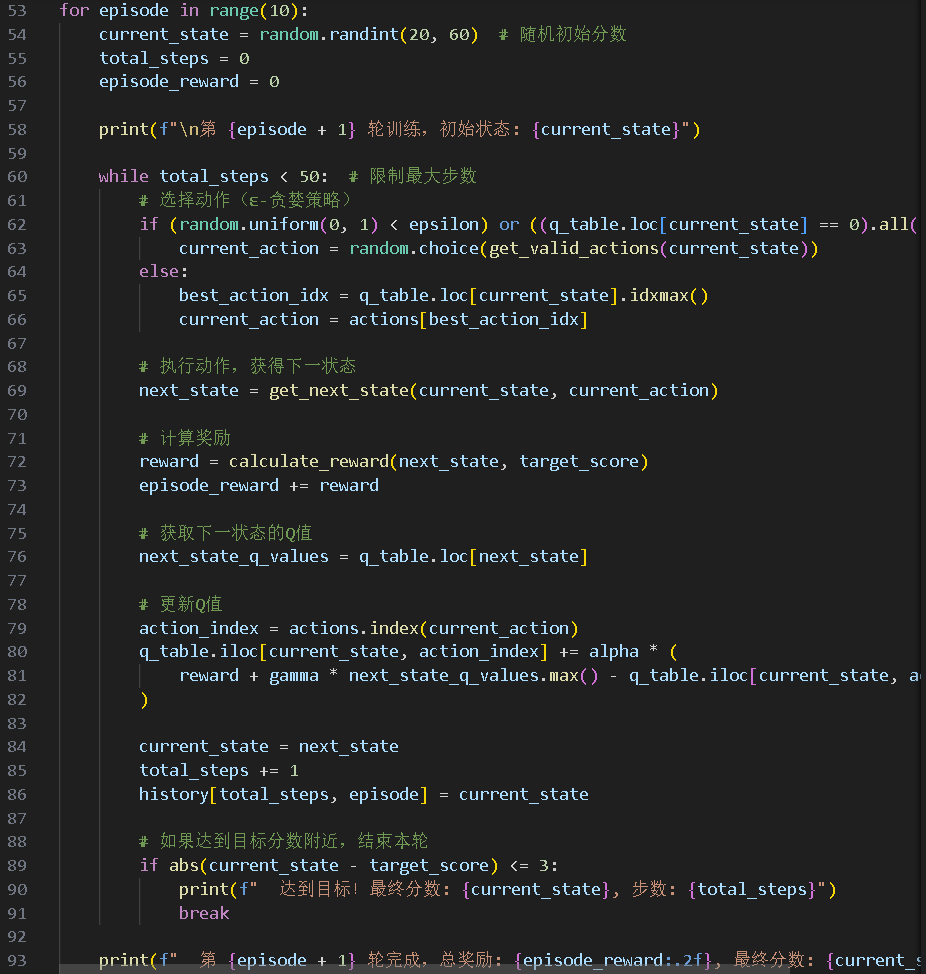 53 for episode in range(10):
54     current_state = random.randint(20, 60)  # 随机初始分数
55     total_steps = 0
56     episode_reward = 0
57
58     print(f"\n第 {episode + 1} 轮训练，初始状态: {current_state}")
59
60     while total_steps < 50:  # 限制最大步数
61         # 选择动作（ε-贪婪策略）
62         if (random.uniform(0, 1) < epsilon) or ((q_table.loc[current_state] == 0).all(
63             current_action = random.choice(get_valid_actions(current_state))
64         else:
65             best_action_idx = q_table.loc[current_state].idxmax()
66             current_action = actions[best_action_idx]
67
68         # 执行动作，获得下一状态
69         next_state = get_next_state(current_state, current_action)
70
71         # 计算奖励
72         reward = calculate_reward(next_state, target_score)
73         episode_reward += reward
74
75         # 获取下一状态的Q值
76         next_state_q_values = q_table.loc[next_state]
77
78         # 更新Q值
79         action_index = actions.index(current_action)
80         q_table.iloc[current_state, action_index] += alpha * (
81             reward + gamma * next_state_q_values.max() - q_table.iloc[current_state, a
82         )
83
84         current_state = next_state
85         total_steps += 1
86         history[total_steps, episode] = current_state
87
88         # 如果达到目标分数附近，结束本轮
89         if abs(current_state - target_score) <= 3:
90             print(f"  达到目标！最终分数: {current_state}, 步数: {total_steps}")
91             break
92
93     print(f"  第 {episode + 1} 轮完成，总奖励: {episode_reward:.2f}, 最终分数: {current_s